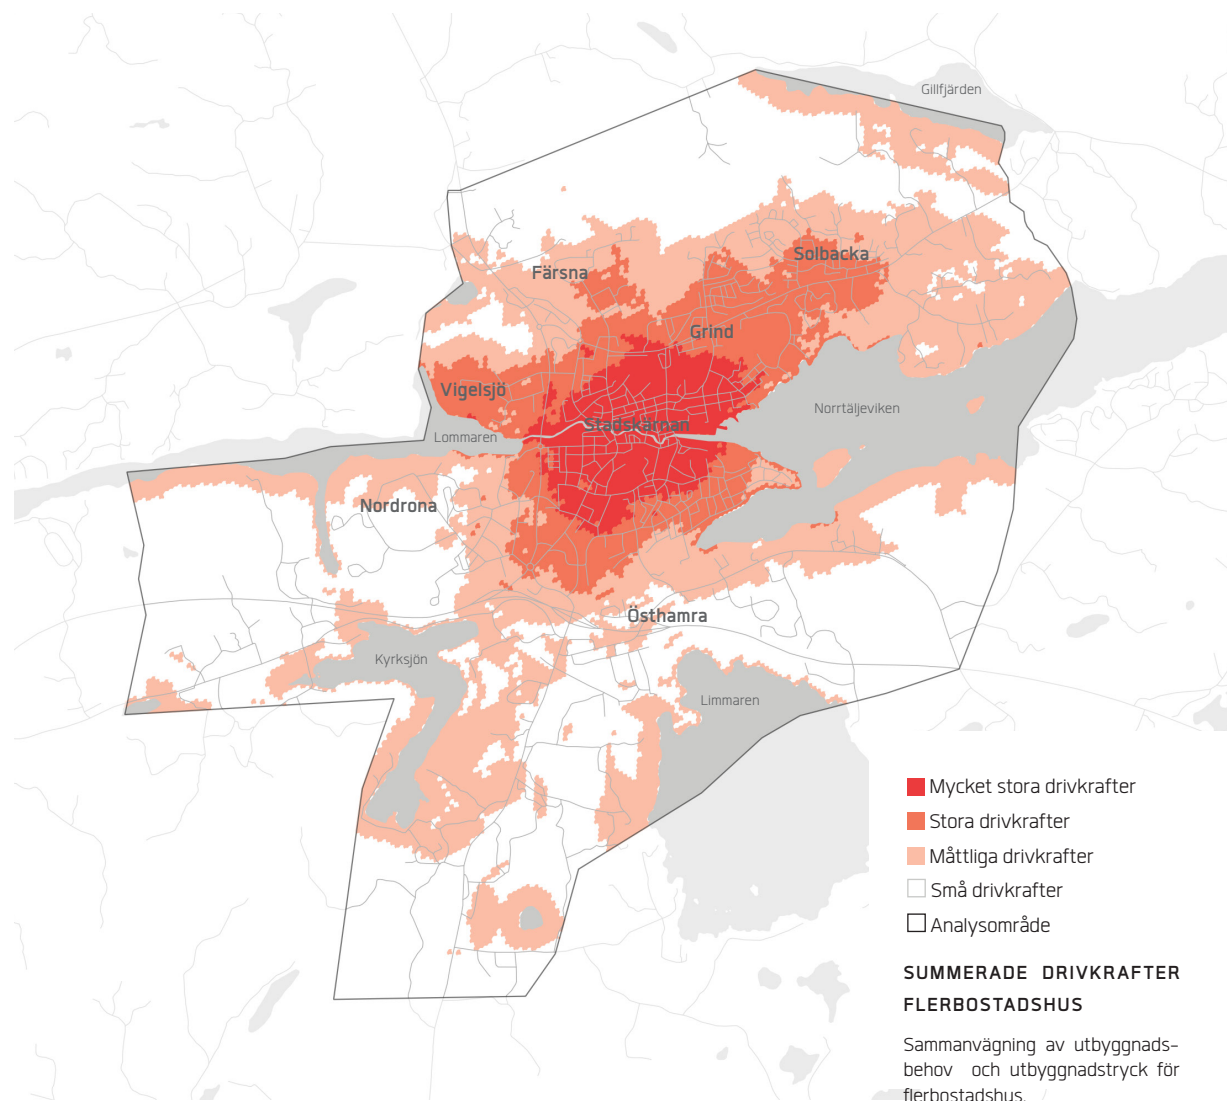 Gillfjärden
Solbacka
Färsna
Grind
Vigelsjö
Norrtäljeviken
Stadskärnan
Lommaren
Nordrona
Östhamra
Kyrksjön
Limmaren
Mycket stora drivkrafter
Stora drivkrafter
Måttliga drivkrafter
Små drivkrafter
Analysområde
SUMMERADE DRIVKRAFTER
FLERBOSTADSHUS
Sammanvägning av utbyggnads-
behov och utbyggnadstryck för
flerbostadshus.